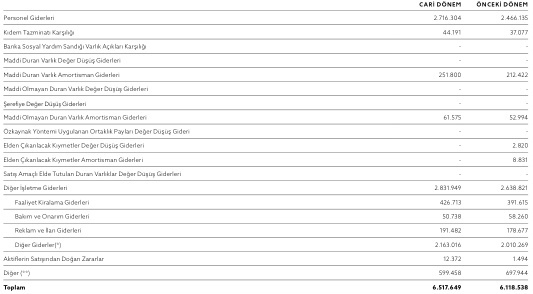 CARİ DÖNEM ÖNCEKİ DÖNEM
Personel Giderleri 2.716.304 2.466.135
Kıdem Tazminatı Karşılığı 44.191 37.077
Banka Sosyal Yardım Sandığı Varlık Açıkları Karşılığı - -
Maddi Duran Varlık Değer Düşüş Giderleri - -
Maddi Duran Varlık Amortisman Giderleri 251.800 212.422
Maddi Olmayan Duran Varlık Değer Düşüş Giderleri - -
Şerefiye Değer Düşüş Giderleri - -
Maddi Olmayan Duran Varlık Amortisman Giderleri 61.575 52.994
Özkaynak Yöntemi Uygulanan Ortaklık Payları Değer Düşüş Gideri - -
Elden Çıkarılacak Kıymetler Değer Düşüş Giderleri - 2.820
Elden Çıkarılacak Kıymetler Amortisman Giderleri - 8.831
Satış Amaçlı Elde Tutulan Duran Varlıklar Değer Düşüş Giderleri - -
Diğer İşletme Giderleri 2.831.949 2.638.821
Faaliyet Kiralama Giderleri 426.713 391.615
Bakım ve Onarım Giderleri 50.738 58.260
Reklam ve İlan Giderleri 191.482 178.677
Diğer Giderler(*) 2.163.016 2.010.269
Aktiflerin Satışından Doğan Zararlar 12.372 1.494
Diğer (**) 599.458 697.944
Toplam 6.517.649 6.118.538